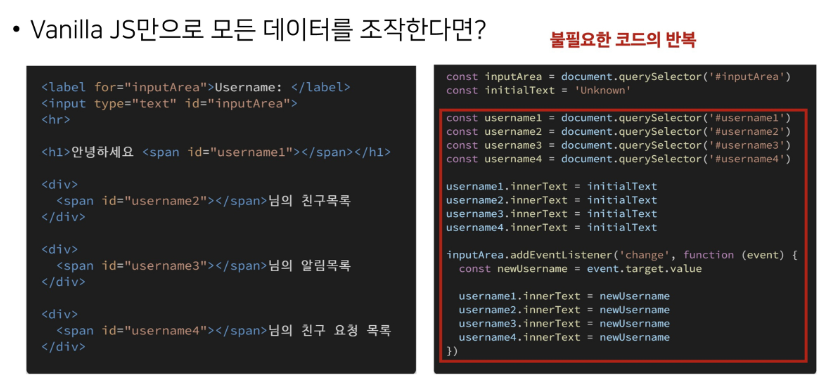 • Vanilla JS만으로 모든 데이터를 조작한다면?
불필요한 코드의 반복
<label for="inputArea">Username: </label>
<input type="text" id="inputArea">
<hr>
<h1>안녕하세요 <span id="username1"></span></h1>
<div>
<span id="username2"></span>님의 친구목록
</div>
<div>
<span id="username3"></span>님의 알림목록
</div>
<div>
<span id="username4"></span>님의 친구 요청 목록
</div>
const inputArea = document.querySelector('#inputArea')
const initialText = 'Unknown'
const username1 = document.querySelector('#username1')
const username2 = document.querySelector('#username2')
const username3 = document.querySelector('#username3')
const username4 = document.querySelector('#username4')
username1.innerText = initialText
username2.innerText = initialText
username3.innerText = initialText
username4.innerText = initialText
inputArea.addEventListener('change', function (event) {
const newUsername = event.target.value
username1.innerText = newUsername
username2.innerText = newUsername
username3.innerText = newUsername
username4.innerText = newUsername
})